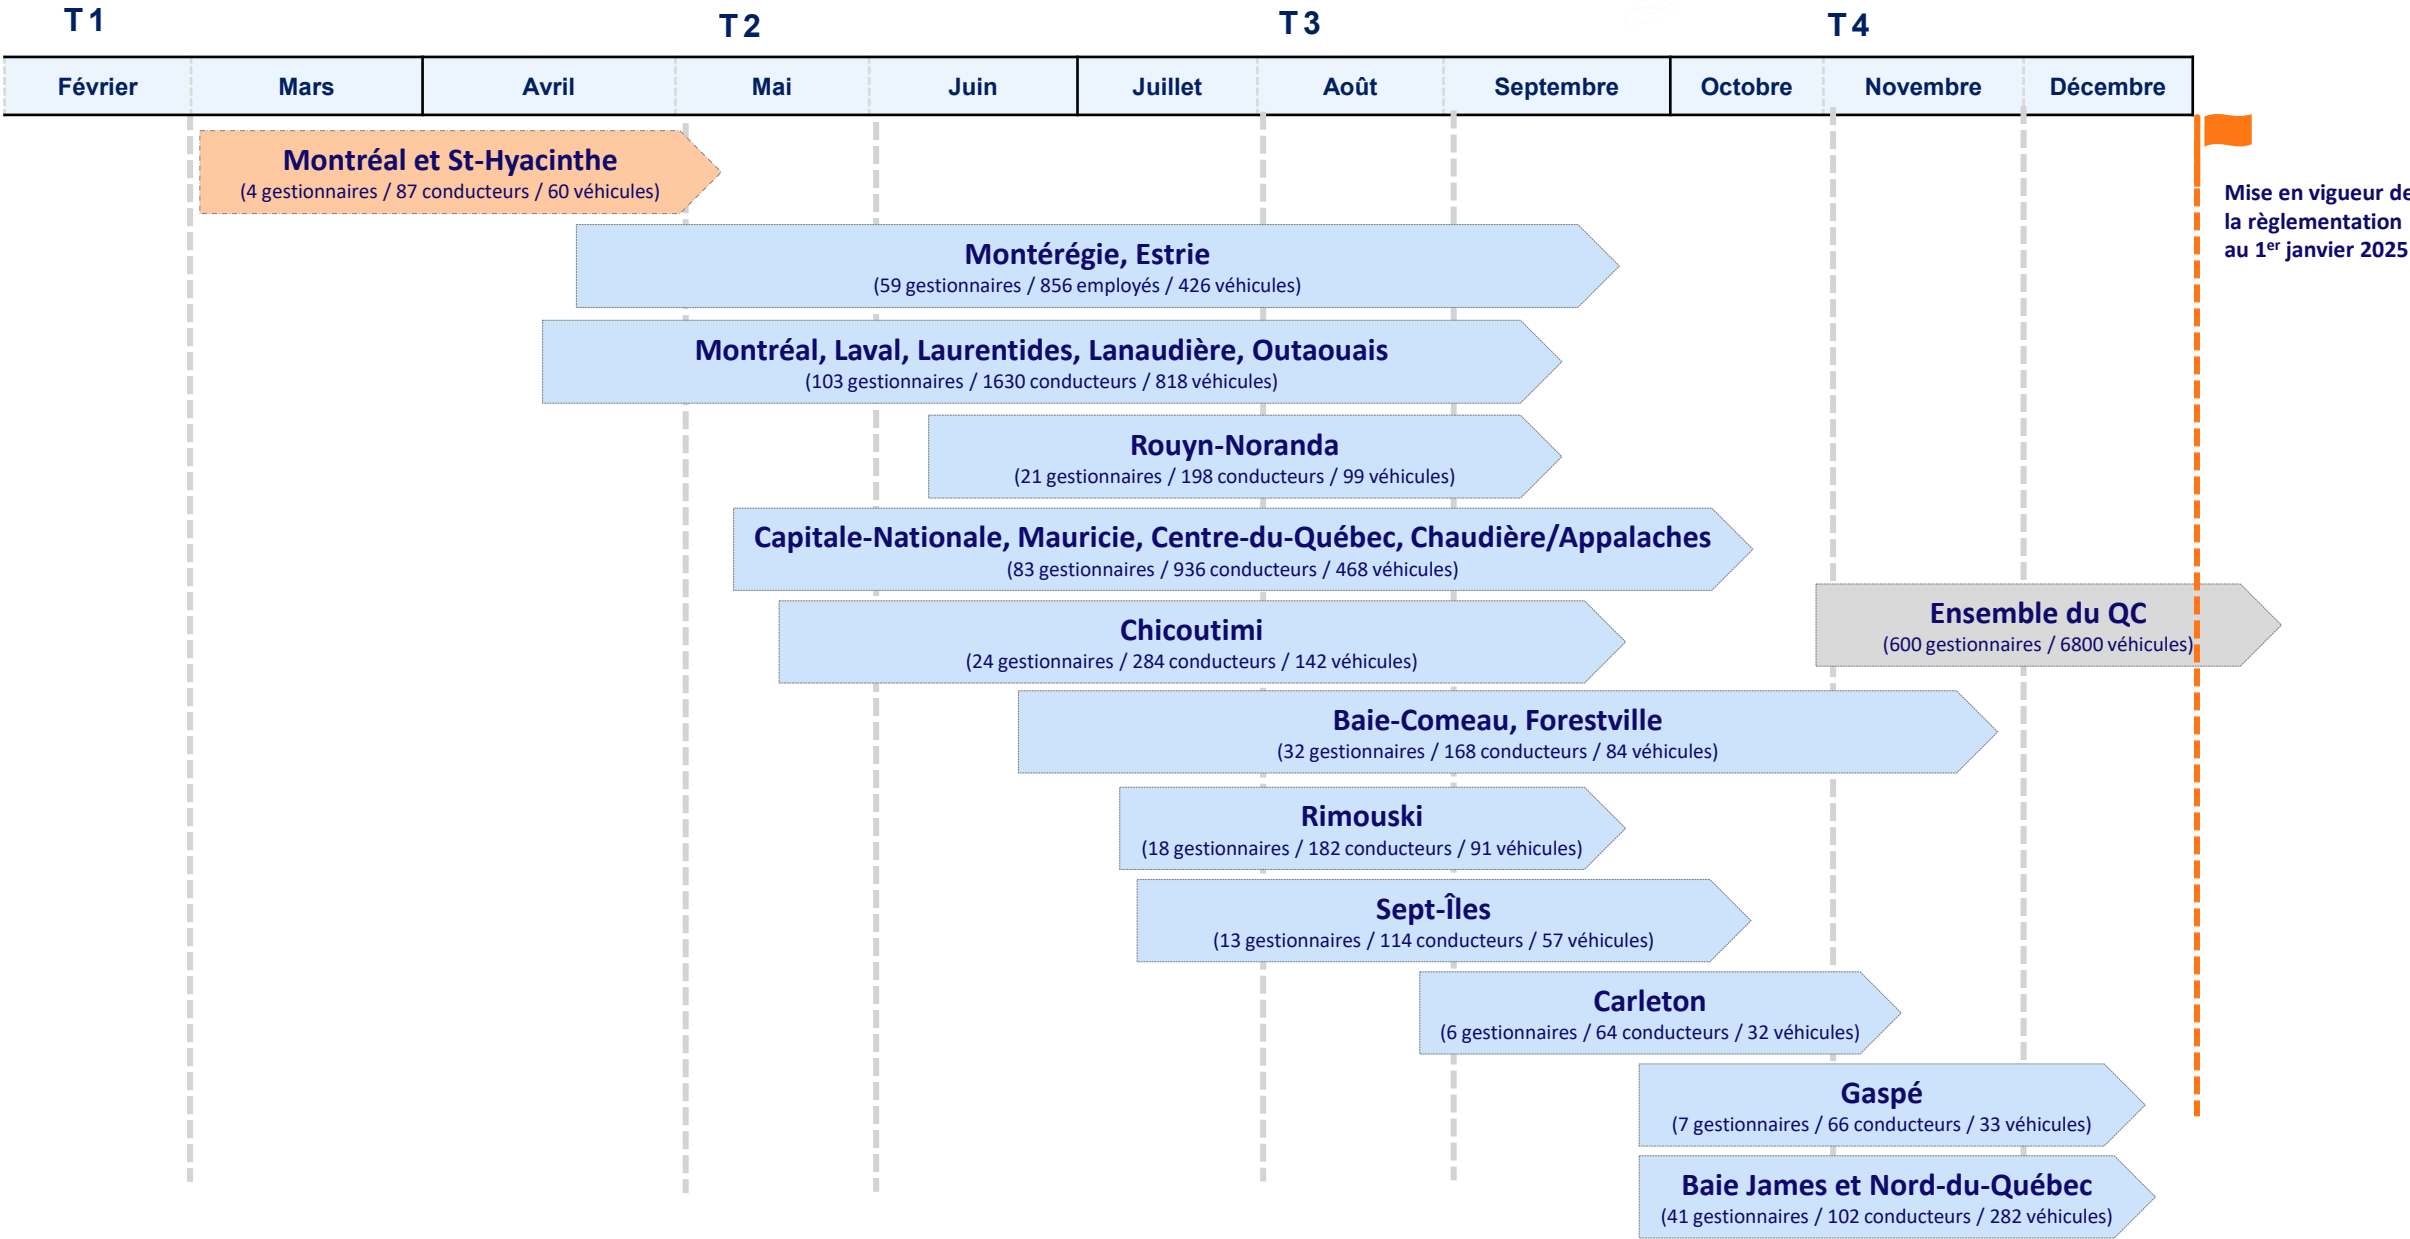 T1
T2
T3
T4
Février
Mars
Avril
Mai
Juin
Juillet
Août
Septembre
Octobre
Novembre
Décembre
Montréal et St-Hyacinthe
(4 gestionnaires / 87 conducteurs / 60 véhicules)
Mise en vigueur de
la règlementation
au 1er janvier 2025
Montérégie, Estrie
(59 gestionnaires / 856 employés / 426 véhicules)
Montréal, Laval, Laurentides, Lanaudière, Outaouais
(103 gestionnaires / 1630 conducteurs / 818 véhicules)
Rouyn-Noranda
(21 gestionnaires / 198 conducteurs / 99 véhicules)
Capitale-Nationale, Mauricie, Centre-du-Québec, Chaudière/Appalaches
(83 gestionnaires / 936 conducteurs / 468 véhicules)
Ensemble du QC
(600 gestionnaires / 6800 véhicules)
Chicoutimi
(24 gestionnaires / 284 conducteurs / 142 véhicules)
Baie-Comeau, Forestville
(32 gestionnaires / 168 conducteurs / 84 véhicules)
Rimouski
(18 gestionnaires / 182 conducteurs / 91 véhicules)
Sept-Îles
(13 gestionnaires / 114 conducteurs / 57 véhicules)
Carleton
(6 gestionnaires / 64 conducteurs / 32 véhicules)
Gaspé
(7 gestionnaires / 66 conducteurs / 33 véhicules)
Baie James et Nord-du-Québec
(41 gestionnaires / 102 conducteurs / 282 véhicules)